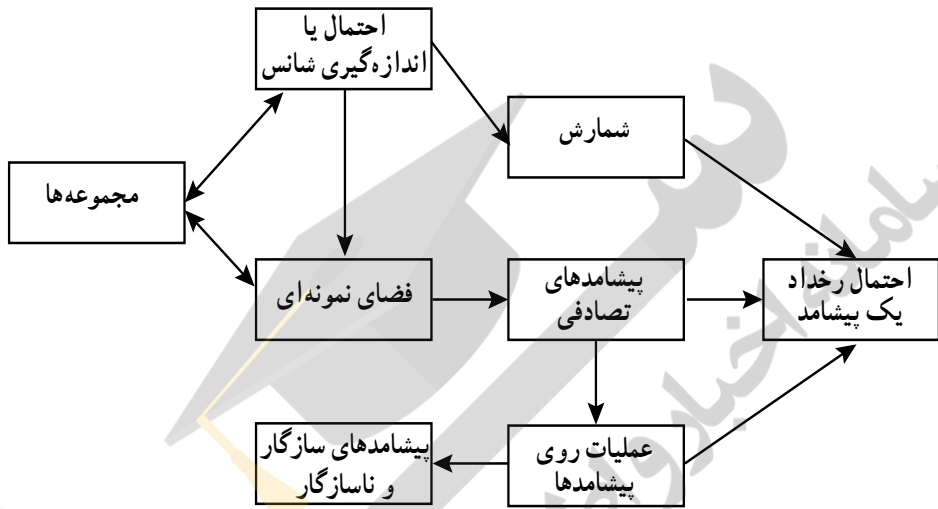 احتمال یا
اندازه‌گیری شانس
شمارش
مجموعه‌ها
فضای نمونه‌ای
پیشامدهای
تصادفی
احتمال رخداد
یک پیشامد
پیشامدهای سازگار
و ناسازگار
عملیات روی
پیشامدها